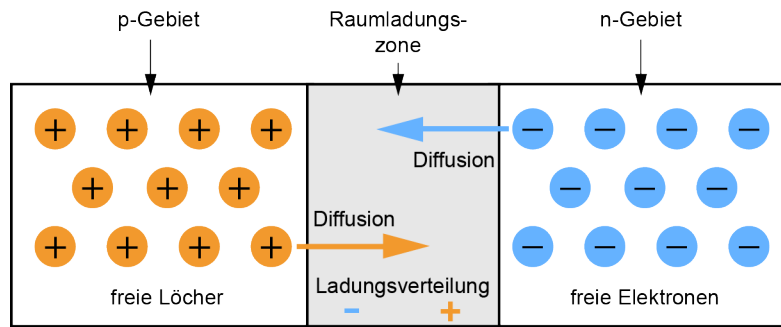 p-Gebiet
Raumladungs-
zone
n-Gebiet
Diffusion
Diffusion
Ladungsverteilung
freie Löcher
freie Elektronen